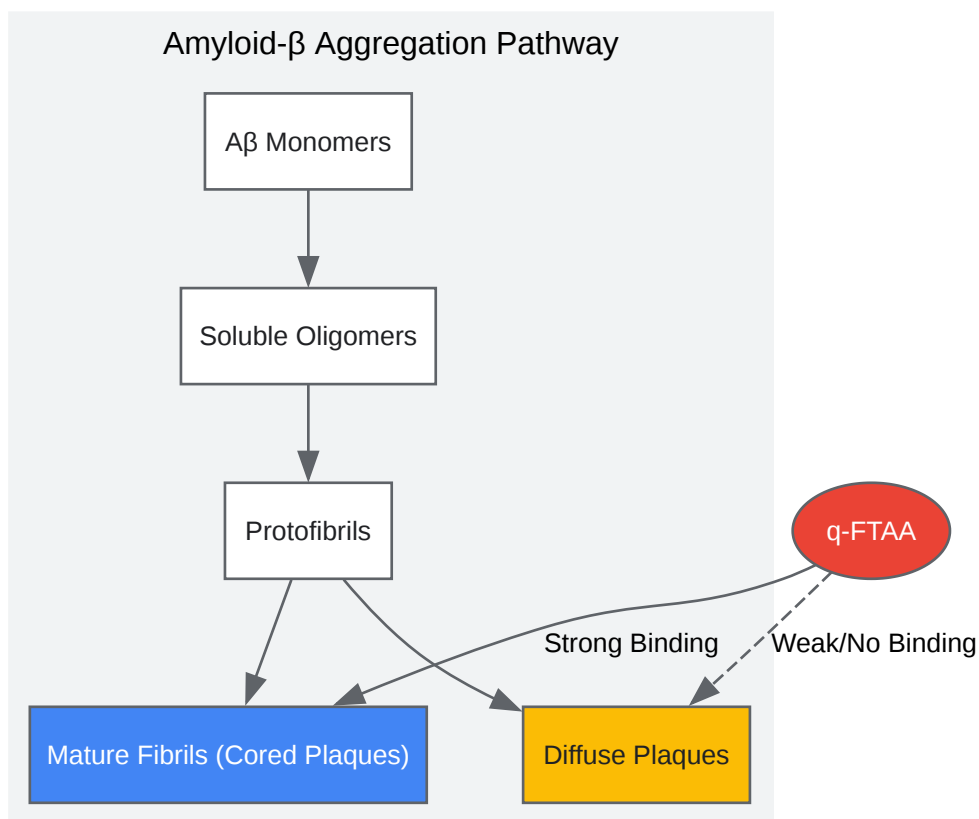 Amyloid-β Aggregation Pathway
Aβ Monomers
Soluble Oligomers
Protofibrils
q-FTAA
Strong Binding
Weak/No Binding
Mature Fibrils (Cored Plaques)
Diffuse Plaques